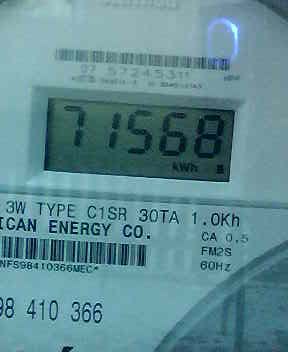 07 57245311
71568
kWh
3W TYPE C1SR 30TA 1.0Kh
ICAN ENERGY CO.
CA 0.5
FM2S
60Hz
NFS98410366MEC*
98 410 366